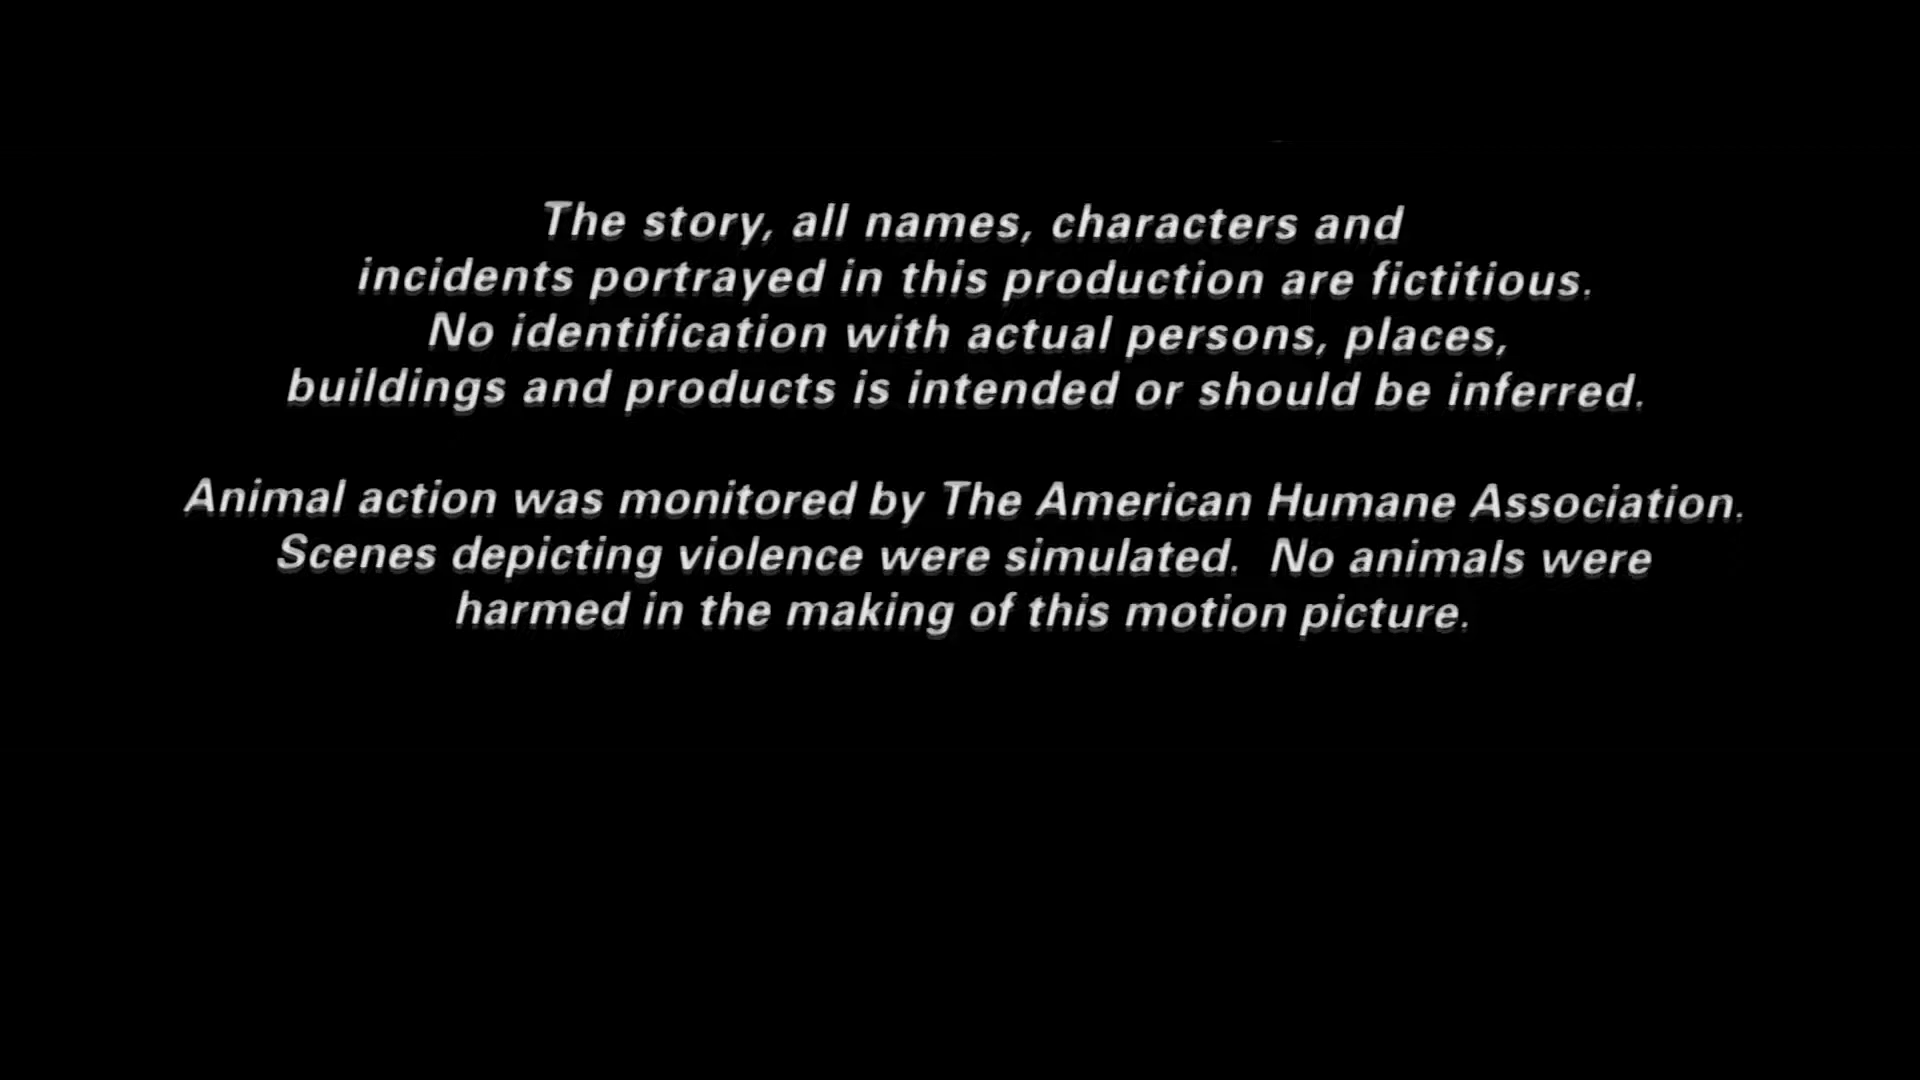 The story, all names, characters and
incidents portrayed in this production are fictitious.
No identification with actual persons, places,
buildings and products is intended or should be inferred.
Animal action was monitored by The American Humane Association.
Scenes depicting violence were simulated.  No animals were
harmed in the making of this motion picture.